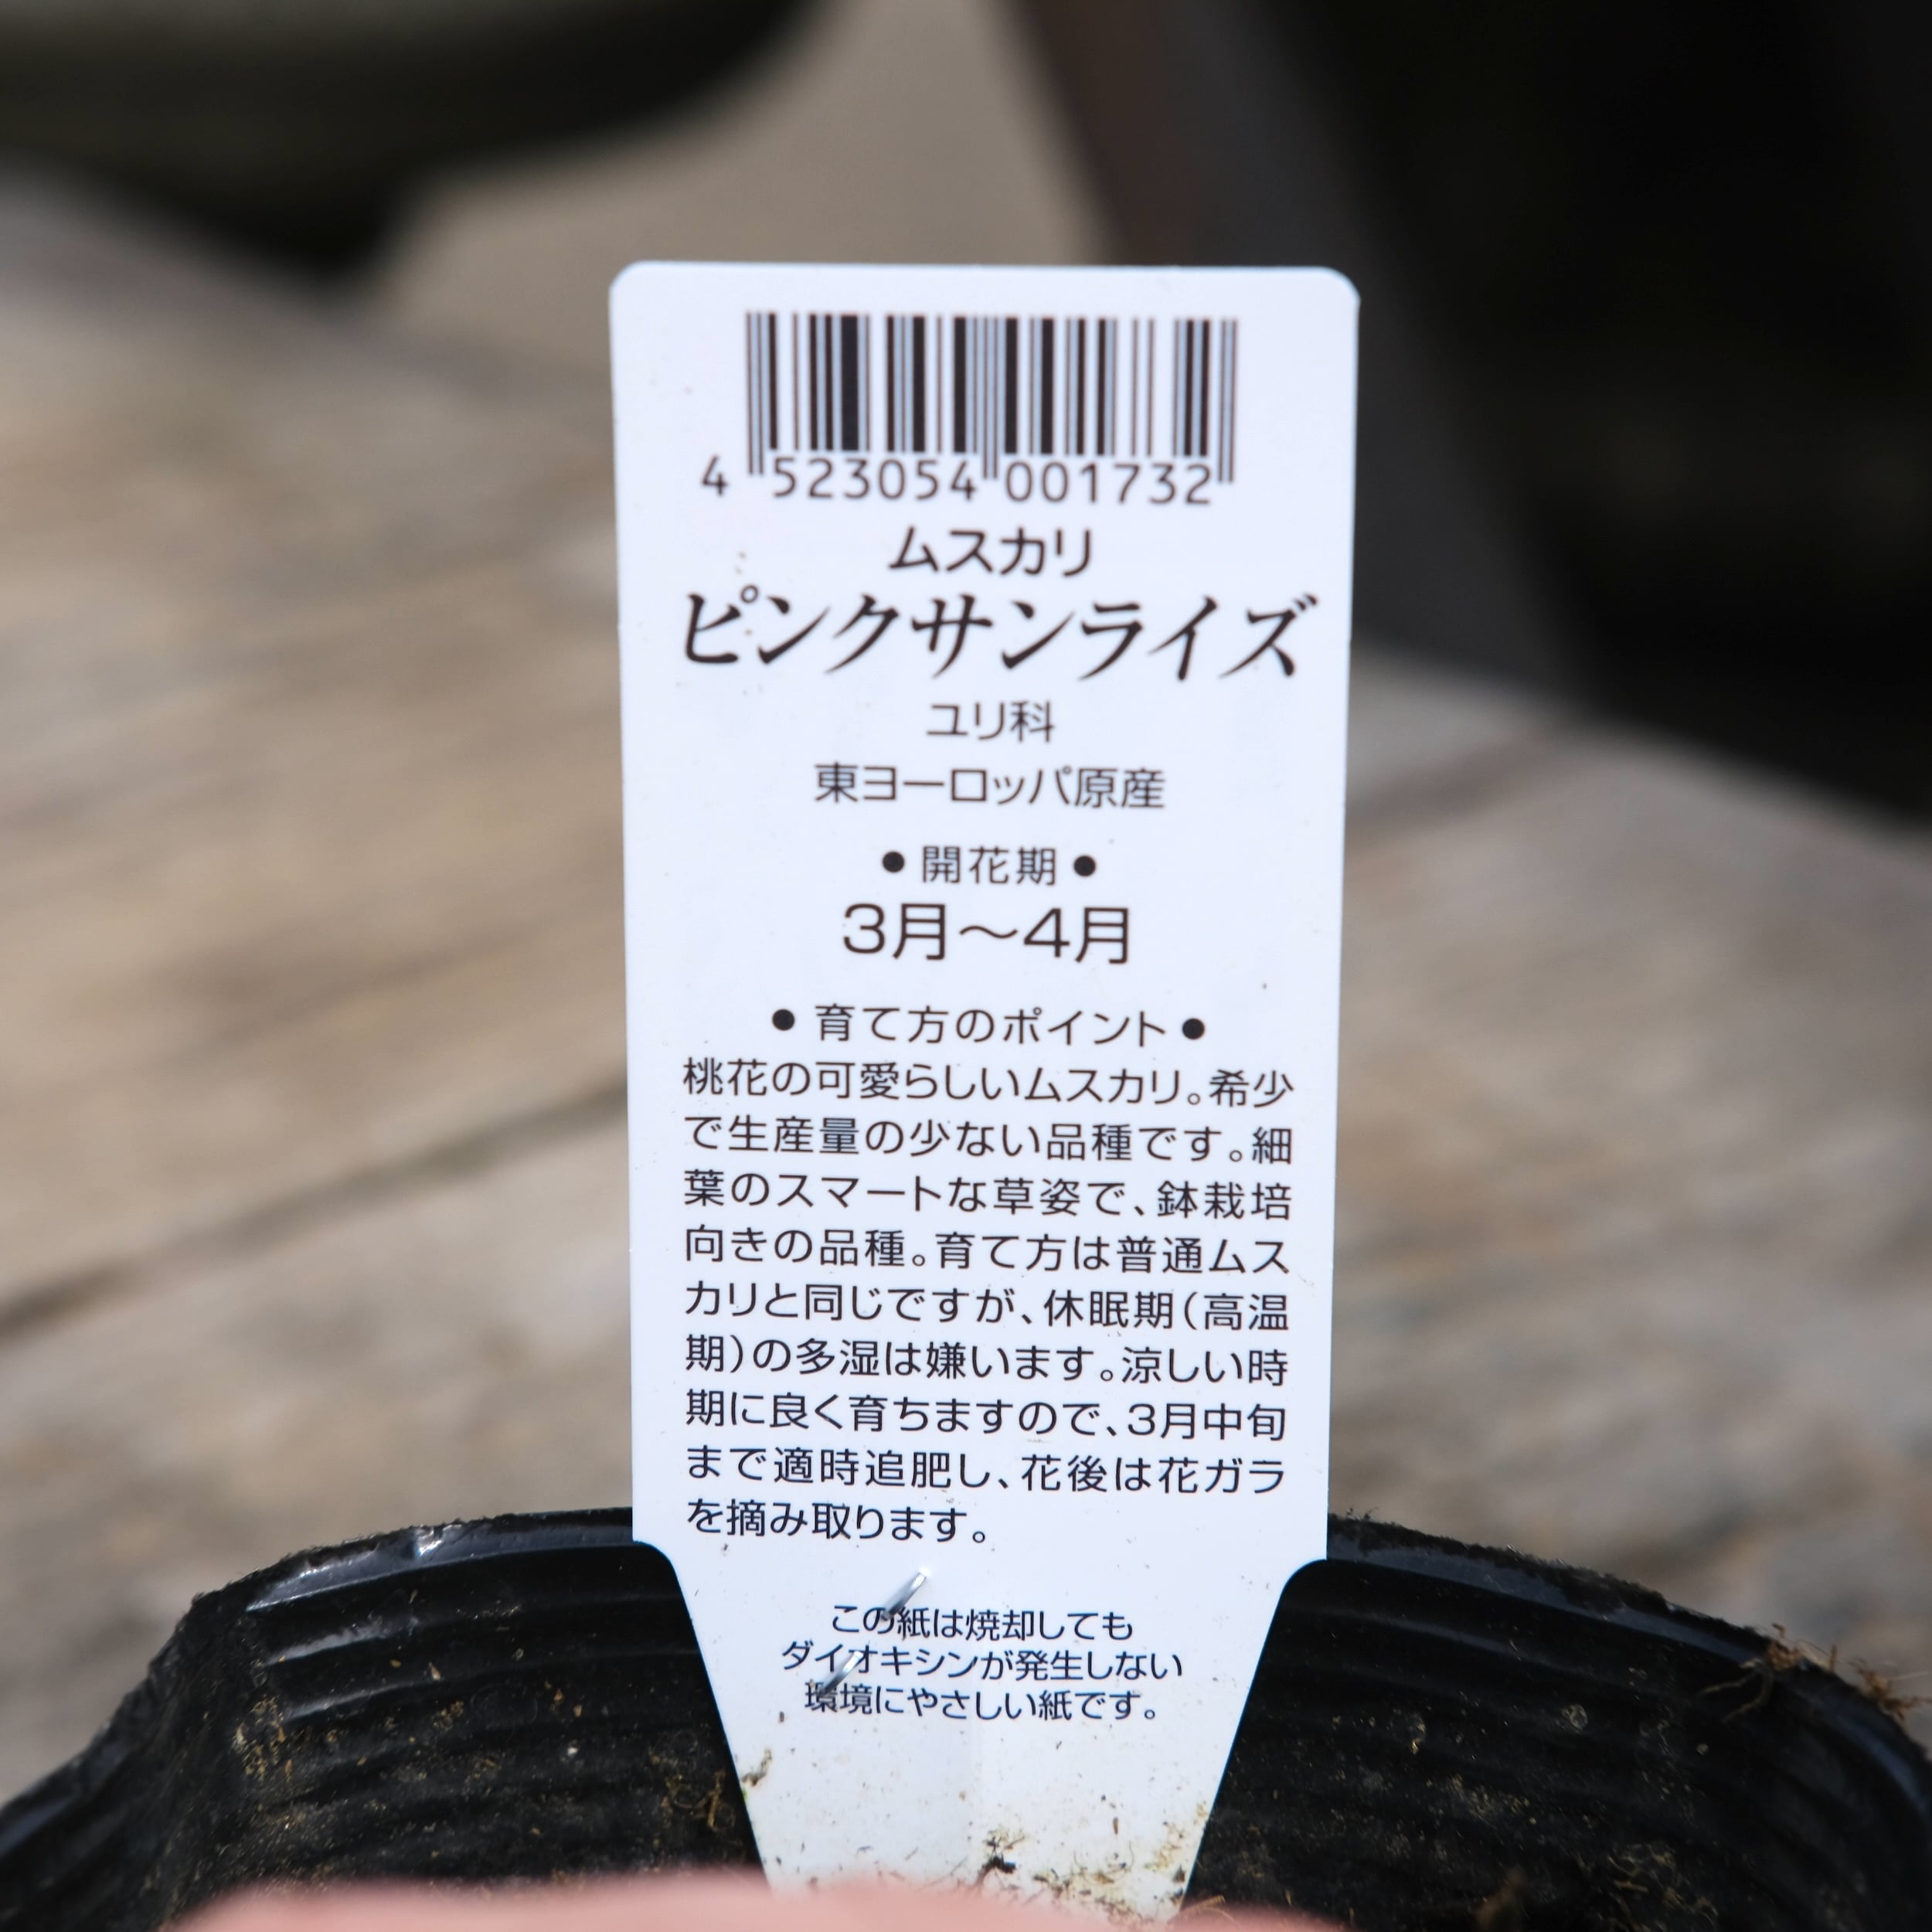 4 523054 001732
ムスカリ
ピンクサンライズ
ユリ科
東ヨーロッパ原産
●開花期●
3月〜4月
●育て方のポイント●
桃花の可愛らしいムスカリ。希少
で生産量の少ない品種です。細
葉のスマートな草姿で、鉢栽培
向きの品種。育て方は普通ムス
カリと同じですが、休眠期(高温
期)の多湿は嫌います。涼しい時
期に良く育ちますので、3月中旬
まで適時追肥し、花後は花ガラ
を摘み取ります。
この紙は焼却しても
ダイオキシンが発生しない
環境にやさしい紙です。